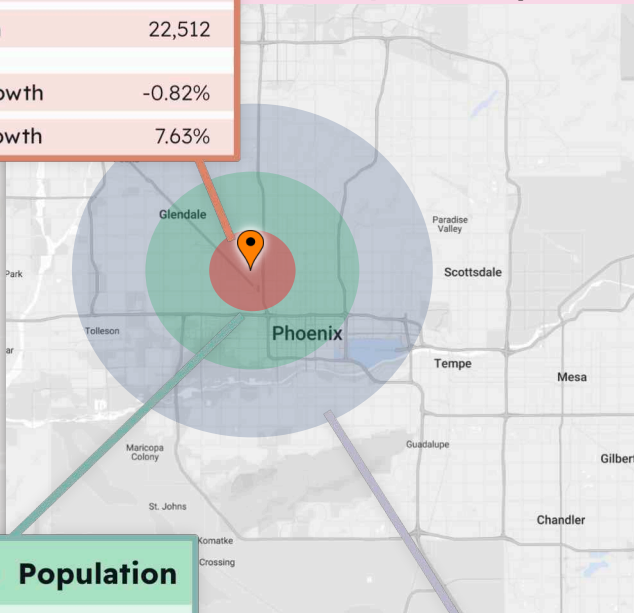 22,512
owth -0.82%
owth 7.63%
Glendale
Paradise
Valley
Park
Scottsdale
Tolleson
Phoenix
ar
Tempe
Mesa
Guadalupe
Maricopa
Colony
Gilbert
St. Johns
Chandler
Komatke
Crossing
Population